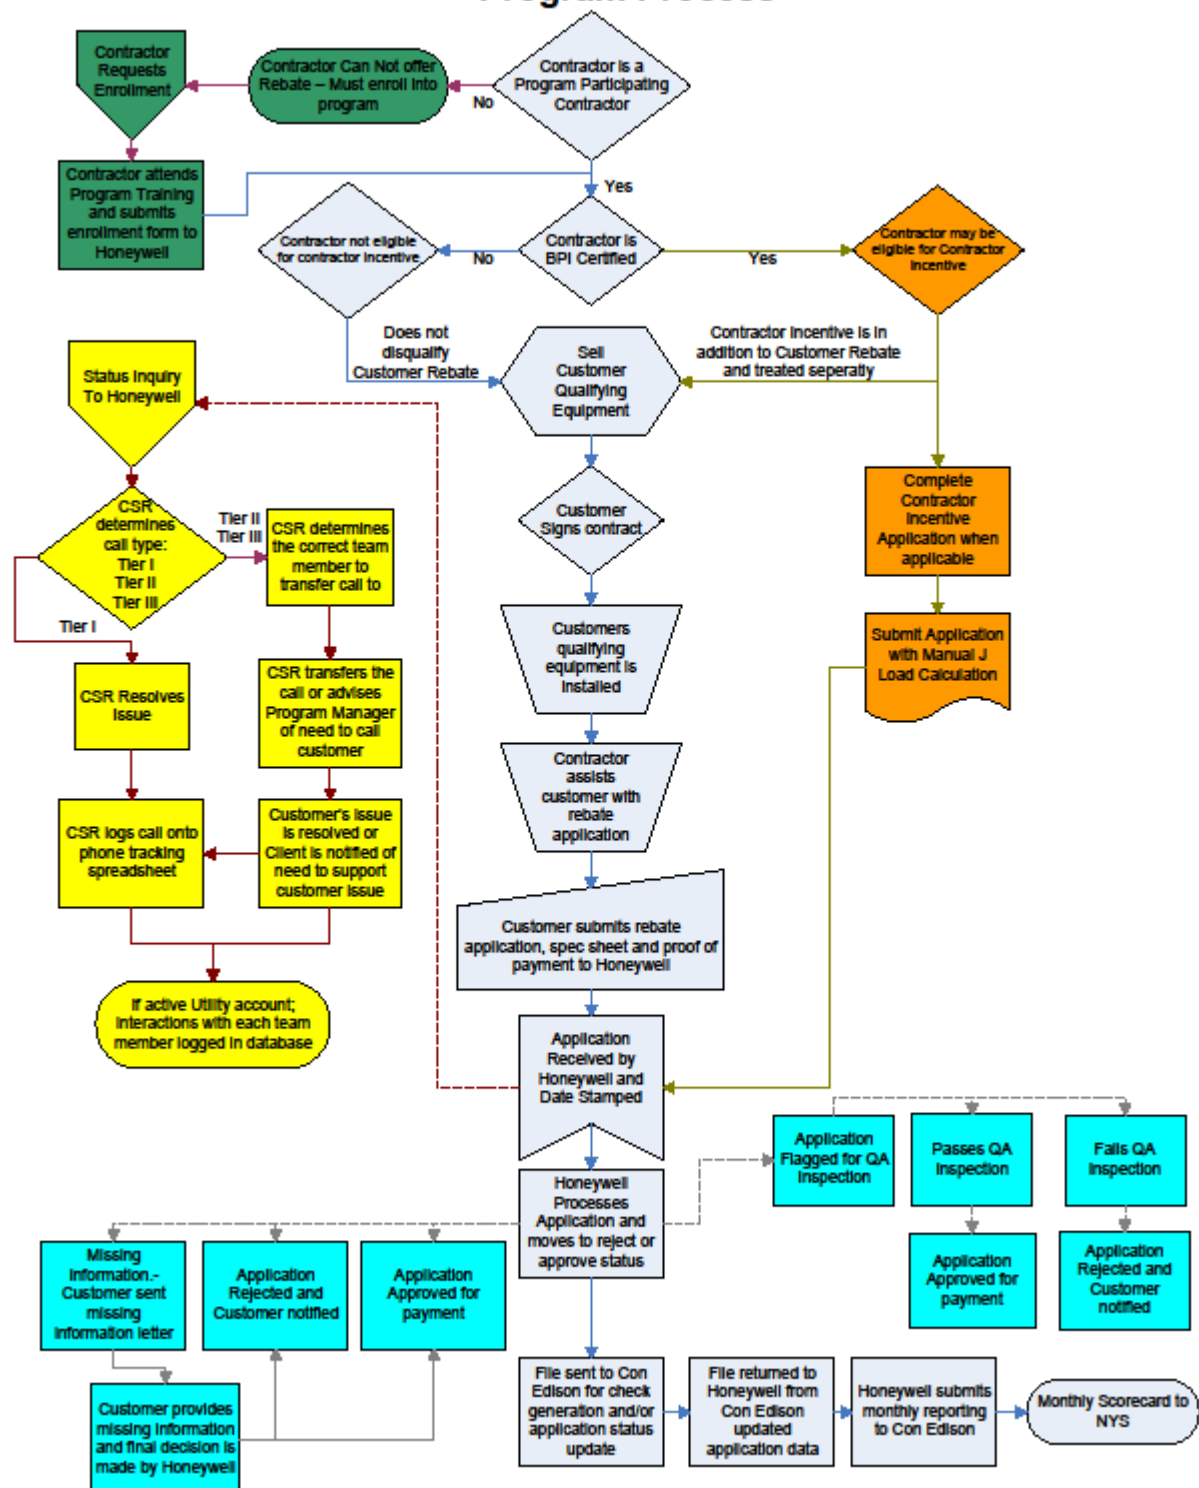 Program Process
Contractor
Requests
Enrollment
Contractor Can Not offer
Rebate – Must enroll into
program
No
Contractor is a
Program Participating
Contractor
Contractor attends
Program Training
and submits
enrollment form to
Honeywell
Yes
Contractor not eligible
for contractor incentive
No
Contractor is
BPI Certified
Yes
Contractor may be
eligible for Contractor
Incentive
Does not
disqualify
Customer Rebate
Sell
Customer
Qualifying
Equipment
Contractor Incentive is in
addition to Customer Rebate
and treated seperatly
Status Inquiry
To Honeywell
CSR
determines
call type:
Tier I
Tier II
Tier III
Tier II
Tier III
CSR determines
the correct team
member to
transfer call to
Customer
Signs contract
Complete
Contractor
Incentive
Application when
applicable
Tier I
CSR Resolves
Issue
CSR transfers the
call or advises
Program Manager
of need to call
customer
Customers
qualifying
equipment is
installed
Submit Application
with Manual J
Load Calculation
Contractor
assists
customer with
rebate
application
CSR logs call onto
phone tracking
spreadsheet
Customer's issue
is resolved or
Client is notified of
need to support
customer issue
Customer submits rebate
application, spec sheet and proof of
payment to Honeywell
If active Utility account;
interactions with each team
member logged in database
Application
Received by
Honeywell and
Date Stamped
Application
Flagged for QA
Inspection
Passes QA
Inspection
Fails QA
Inspection
Honeywell
Processes
Application and
moves to reject or
approve status
Missing
Information.-
Customer sent
missing
information letter
Application
Rejected and
Customer notified
Application
Approved for
payment
Application
Approved for
payment
Application
Rejected and
Customer
notified
Customer provides
missing information
and final decision is
made by Honeywell
File sent to Con
Edison for check
generation and/or
application status
update
File returned to
Honeywell from
Con Edison
updated
application data
Honeywell submits
monthly reporting
to Con Edison
Monthly Scorecard to
NYS